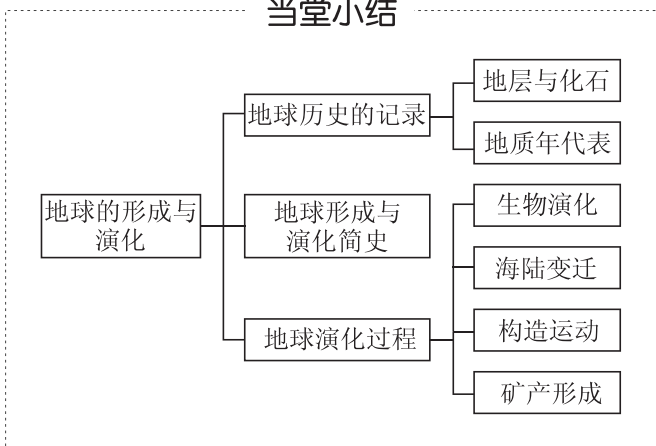 当堂小结
地球的形成与
演化
地球历史的记录
地层与化石
地质年代表
地球形成与
演化简史
地球演化过程
生物演化
海陆变迁
构造运动
矿产形成